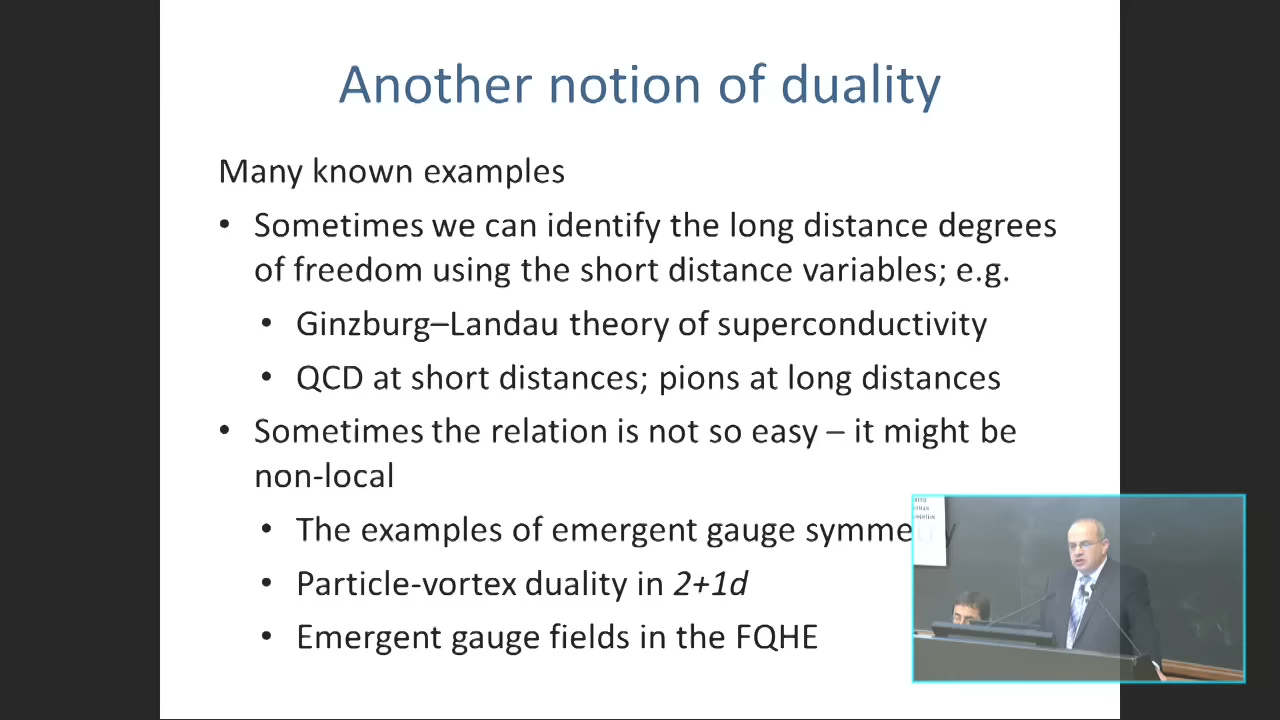 Another notion of duality
Many known examples
• Sometimes we can identify the long distance degrees
of freedom using the short distance variables; e.g.
• Ginzburg–Landau theory of superconductivity
• QCD at short distances; pions at long distances
• Sometimes the relation is not so easy – it might be
non-local
• The examples of emergent gauge symmetry
• Particle-vortex duality in 2+1d
• Emergent gauge fields in the FQHE